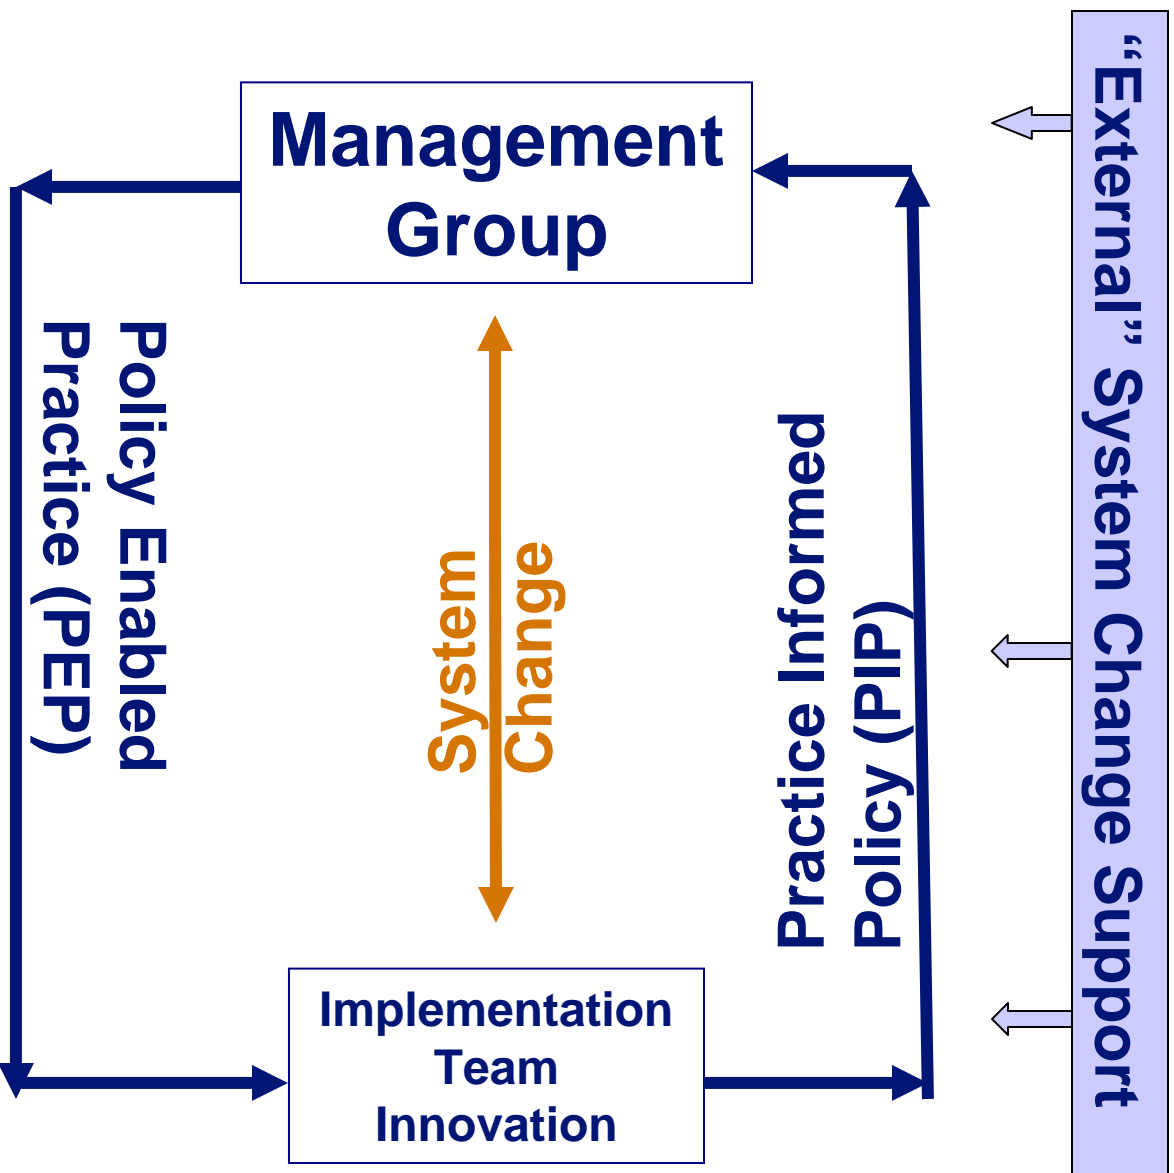 Management
Group
Policy Enabled
Practice (PEP)
System
Change
Practice Informed
Policy (PIP)
Implementation
Team
Innovation
“External” System Change Support